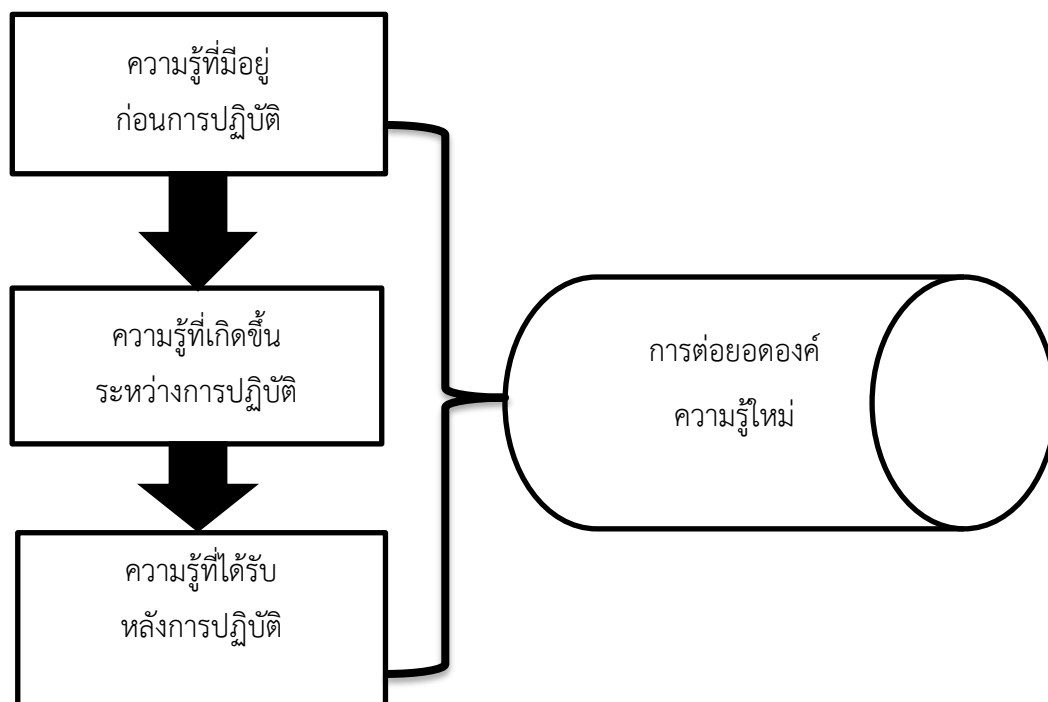 ความรู้ที่มีอยู่
ก่อนการปฏิบัติ
ความรู้ที่เกิดขึ้น
ระหว่างการปฏิบัติ
ความรู้ที่ได้รับ
หลังการปฏิบัติ
การต่อยอดองค์
ความรู้ใหม่